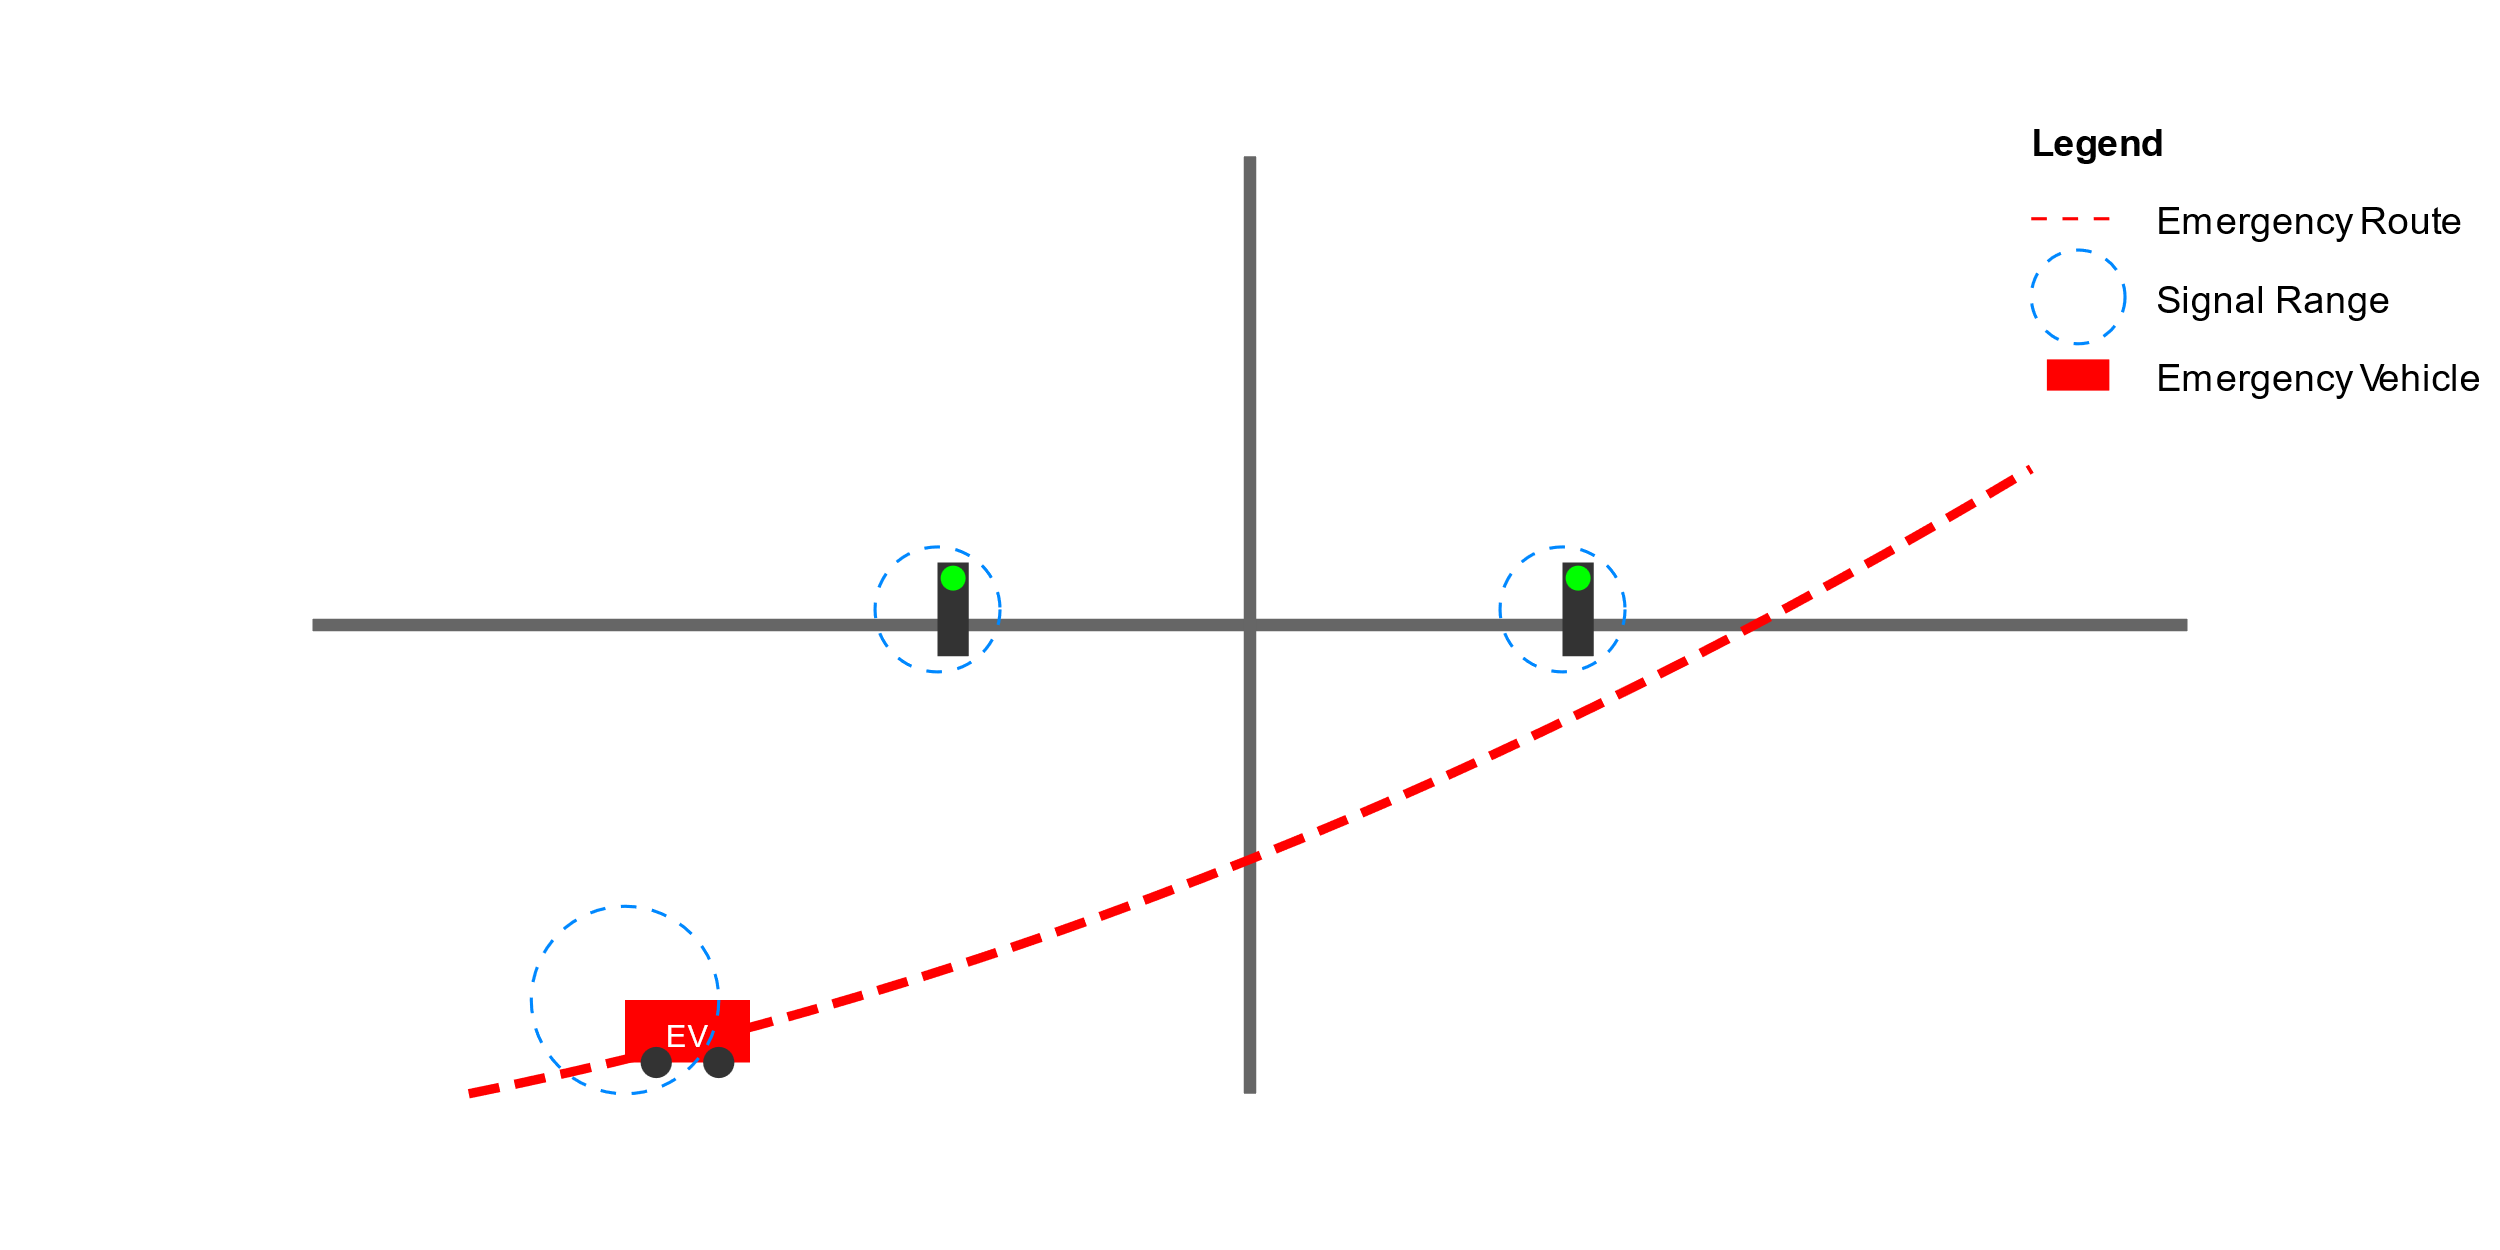 Legend
Emergency Route
Signal Range
Emergency Vehicle
EV